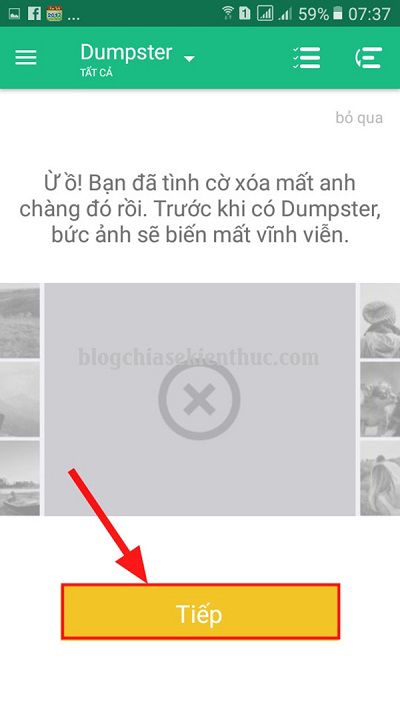 ... 1 59% 07:37
Dumpster
TẤT CẢ
bỏ qua
Ừ ồ! Bạn đã tình cờ xóa mất anh
chàng đó rồi. Trước khi có Dumpster,
bức ảnh sẽ biến mất vĩnh viễn.
blogchiasekienthuc.com
Tiếp